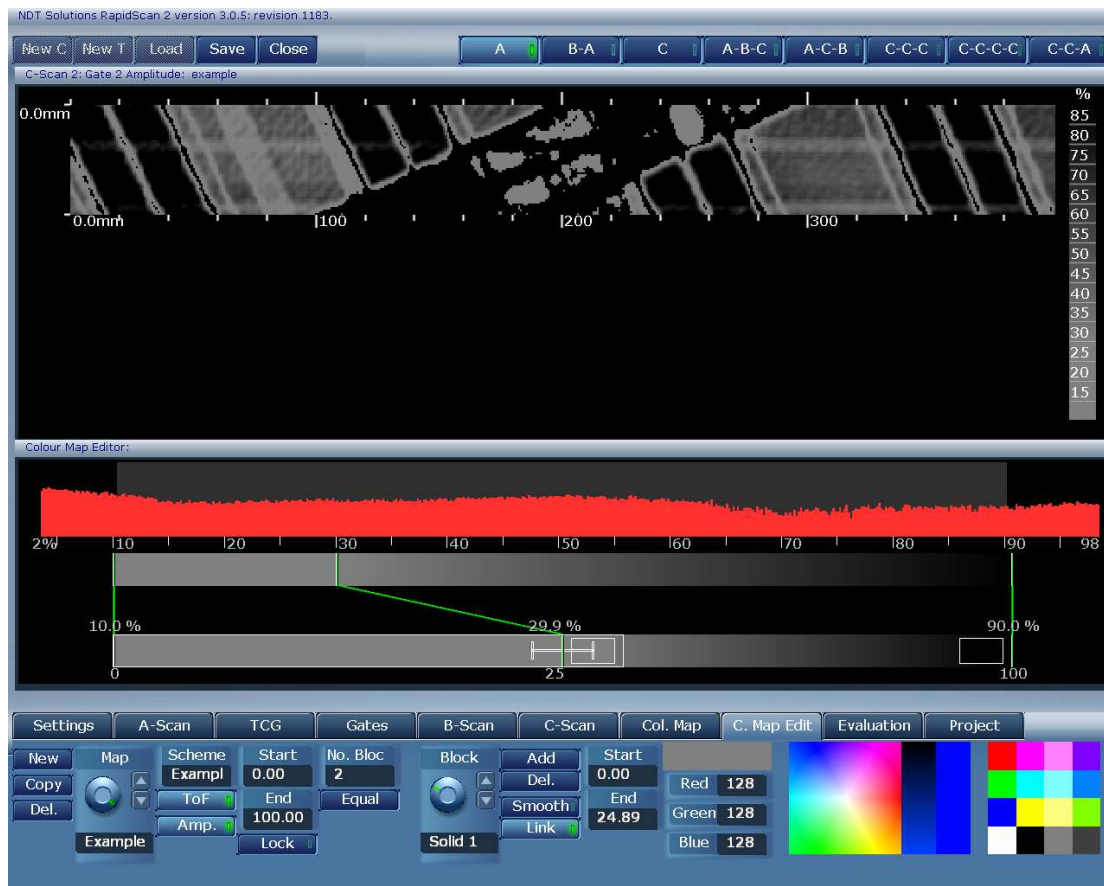 NDT Solutions RapidScan 2 version 3.0.5: revision 1183.
New C New T Load Save Close A B-A C A-B-C A-C-B C-C-C C-C-C-C C-C-A
C-Scan 2: Gate 2 Amplitude: example
%
0.0mm
85
80
75
70
65
60
55
50
45
40
35
30
25
20
15
0.0mm 100 200 300
Colour Map Editor:
2% 10 20 30 40 50 60 70 80 90 98
10.0 % 29.9 % 90.0 %
0 25 100
Settings A-Scan TCG Gates B-Scan C-Scan Col. Map C. Map Edit Evaluation Project
New Map Scheme Start No. Bloc Block Add Start
Copy Exampl 0.00 2 Del. 0.00 Red 128
Del. ToF End Equal Smooth End Green 128
Amp. 100.00 Link 24.89
Example Lock Solid 1 Blue 128